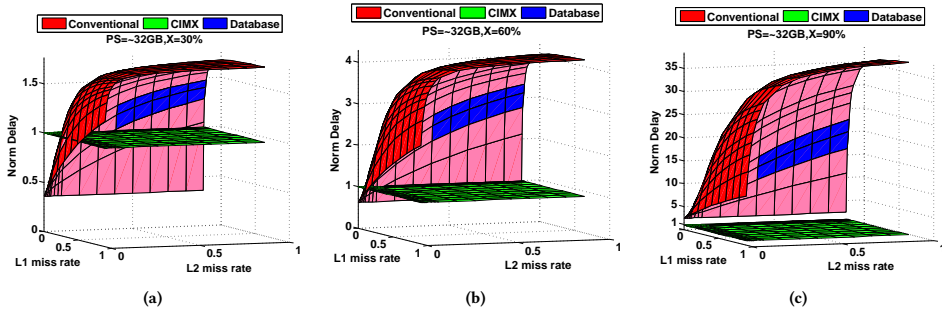 Conventional CIMX Database
PS=~32GB,X=30%
1.5
1
0.5
0
Norm Delay
0
0.5
1
L1 miss rate
0
0.5
1
L2 miss rate
(a)
Conventional CIMX Database
PS=~32GB,X=60%
4
3
2
1
0
Norm Delay
0
0.5
1
L1 miss rate
0
0.5
1
L2 miss rate
(b)
Conventional CIMX Database
PS=~32GB,X=90%
35
30
25
20
15
10
5
1
Norm Delay
0
0.5
1
L1 miss rate
0
0.5
1
L2 miss rate
(c)